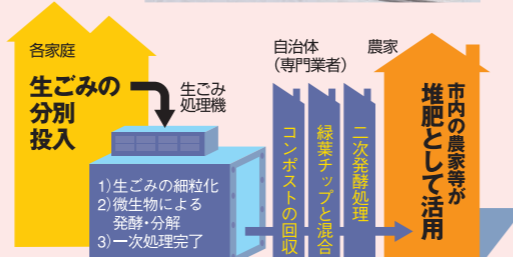 各家庭
生ごみの
分別
投入
生ごみ
処理機
1)生ごみの細粒化
2)微生物による
発酵・分解
3)一次処理完了
自治体
（専門業者）
コンポストの回収
緑葉チップと混合
二次発酵処理
農家
市内の農家等が
堆肥として活用